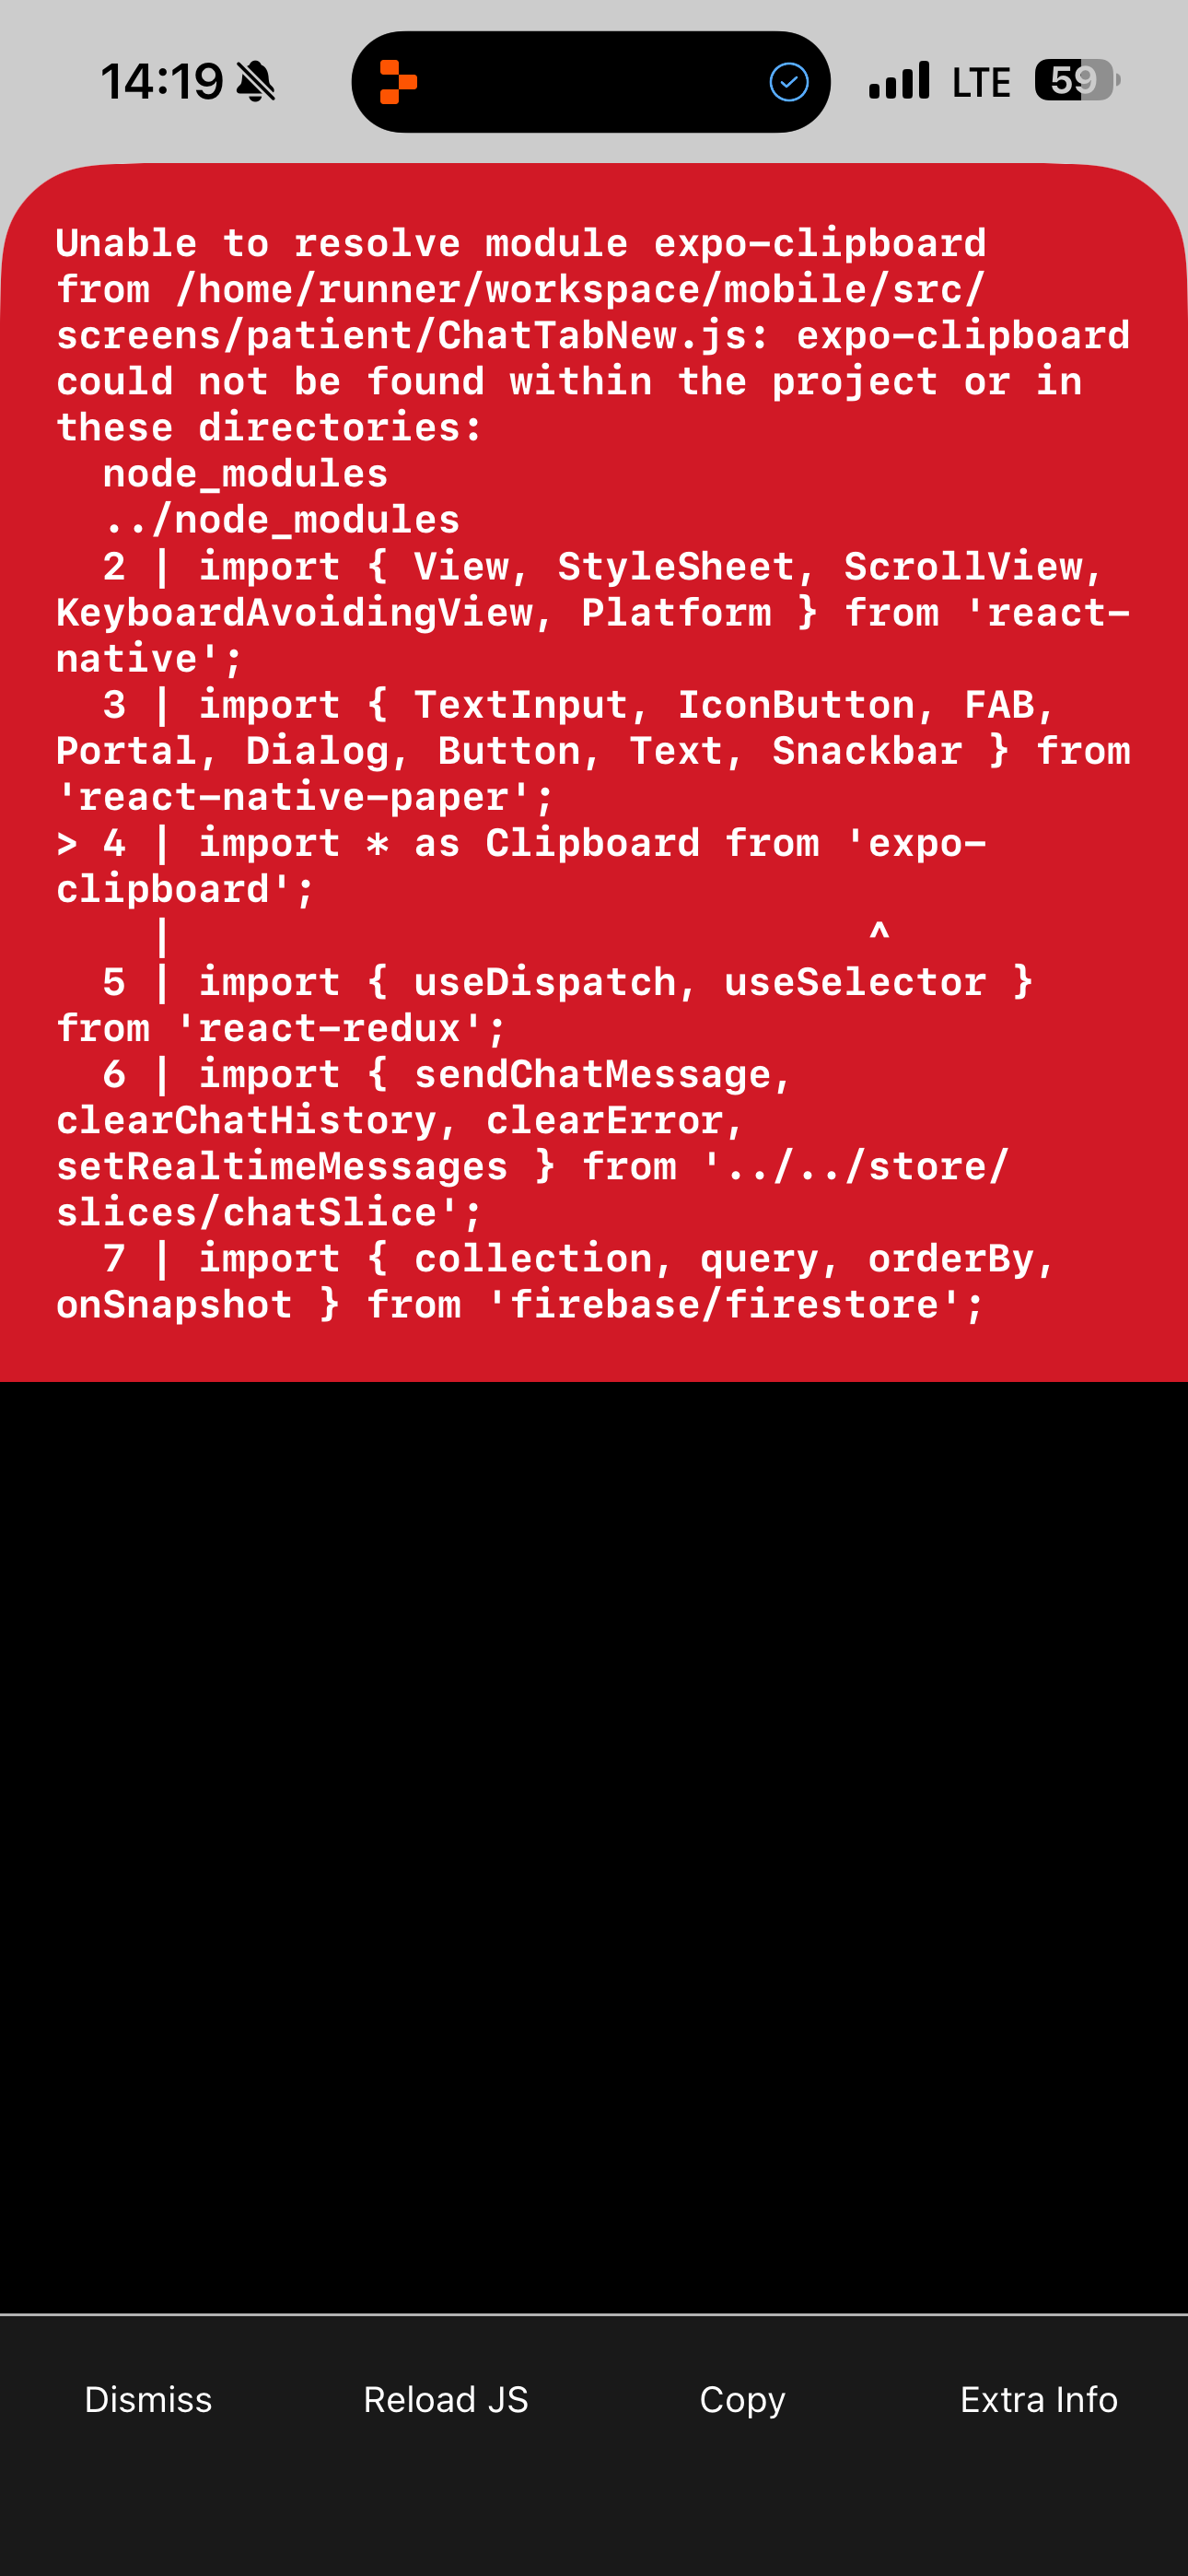 14:19
LTE
59
Unable to resolve module expo-clipboard
from /home/runner/workspace/mobile/src/
screens/patient/ChatTabNew.js: expo-clipboard
could not be found within the project or in
these directories:
  node_modules
  ../node_modules
  2 | import { View, StyleSheet, ScrollView,
KeyboardAvoidingView, Platform } from 'react-
native';
  3 | import { TextInput, IconButton, FAB,
Portal, Dialog, Button, Text, Snackbar } from
'react-native-paper';
> 4 | import * as Clipboard from 'expo-
clipboard';
    |                              ^
  5 | import { useDispatch, useSelector }
from 'react-redux';
  6 | import { sendChatMessage,
clearChatHistory, clearError,
setRealtimeMessages } from '../../store/
slices/chatSlice';
  7 | import { collection, query, orderBy,
onSnapshot } from 'firebase/firestore';
Dismiss
Reload JS
Copy
Extra Info